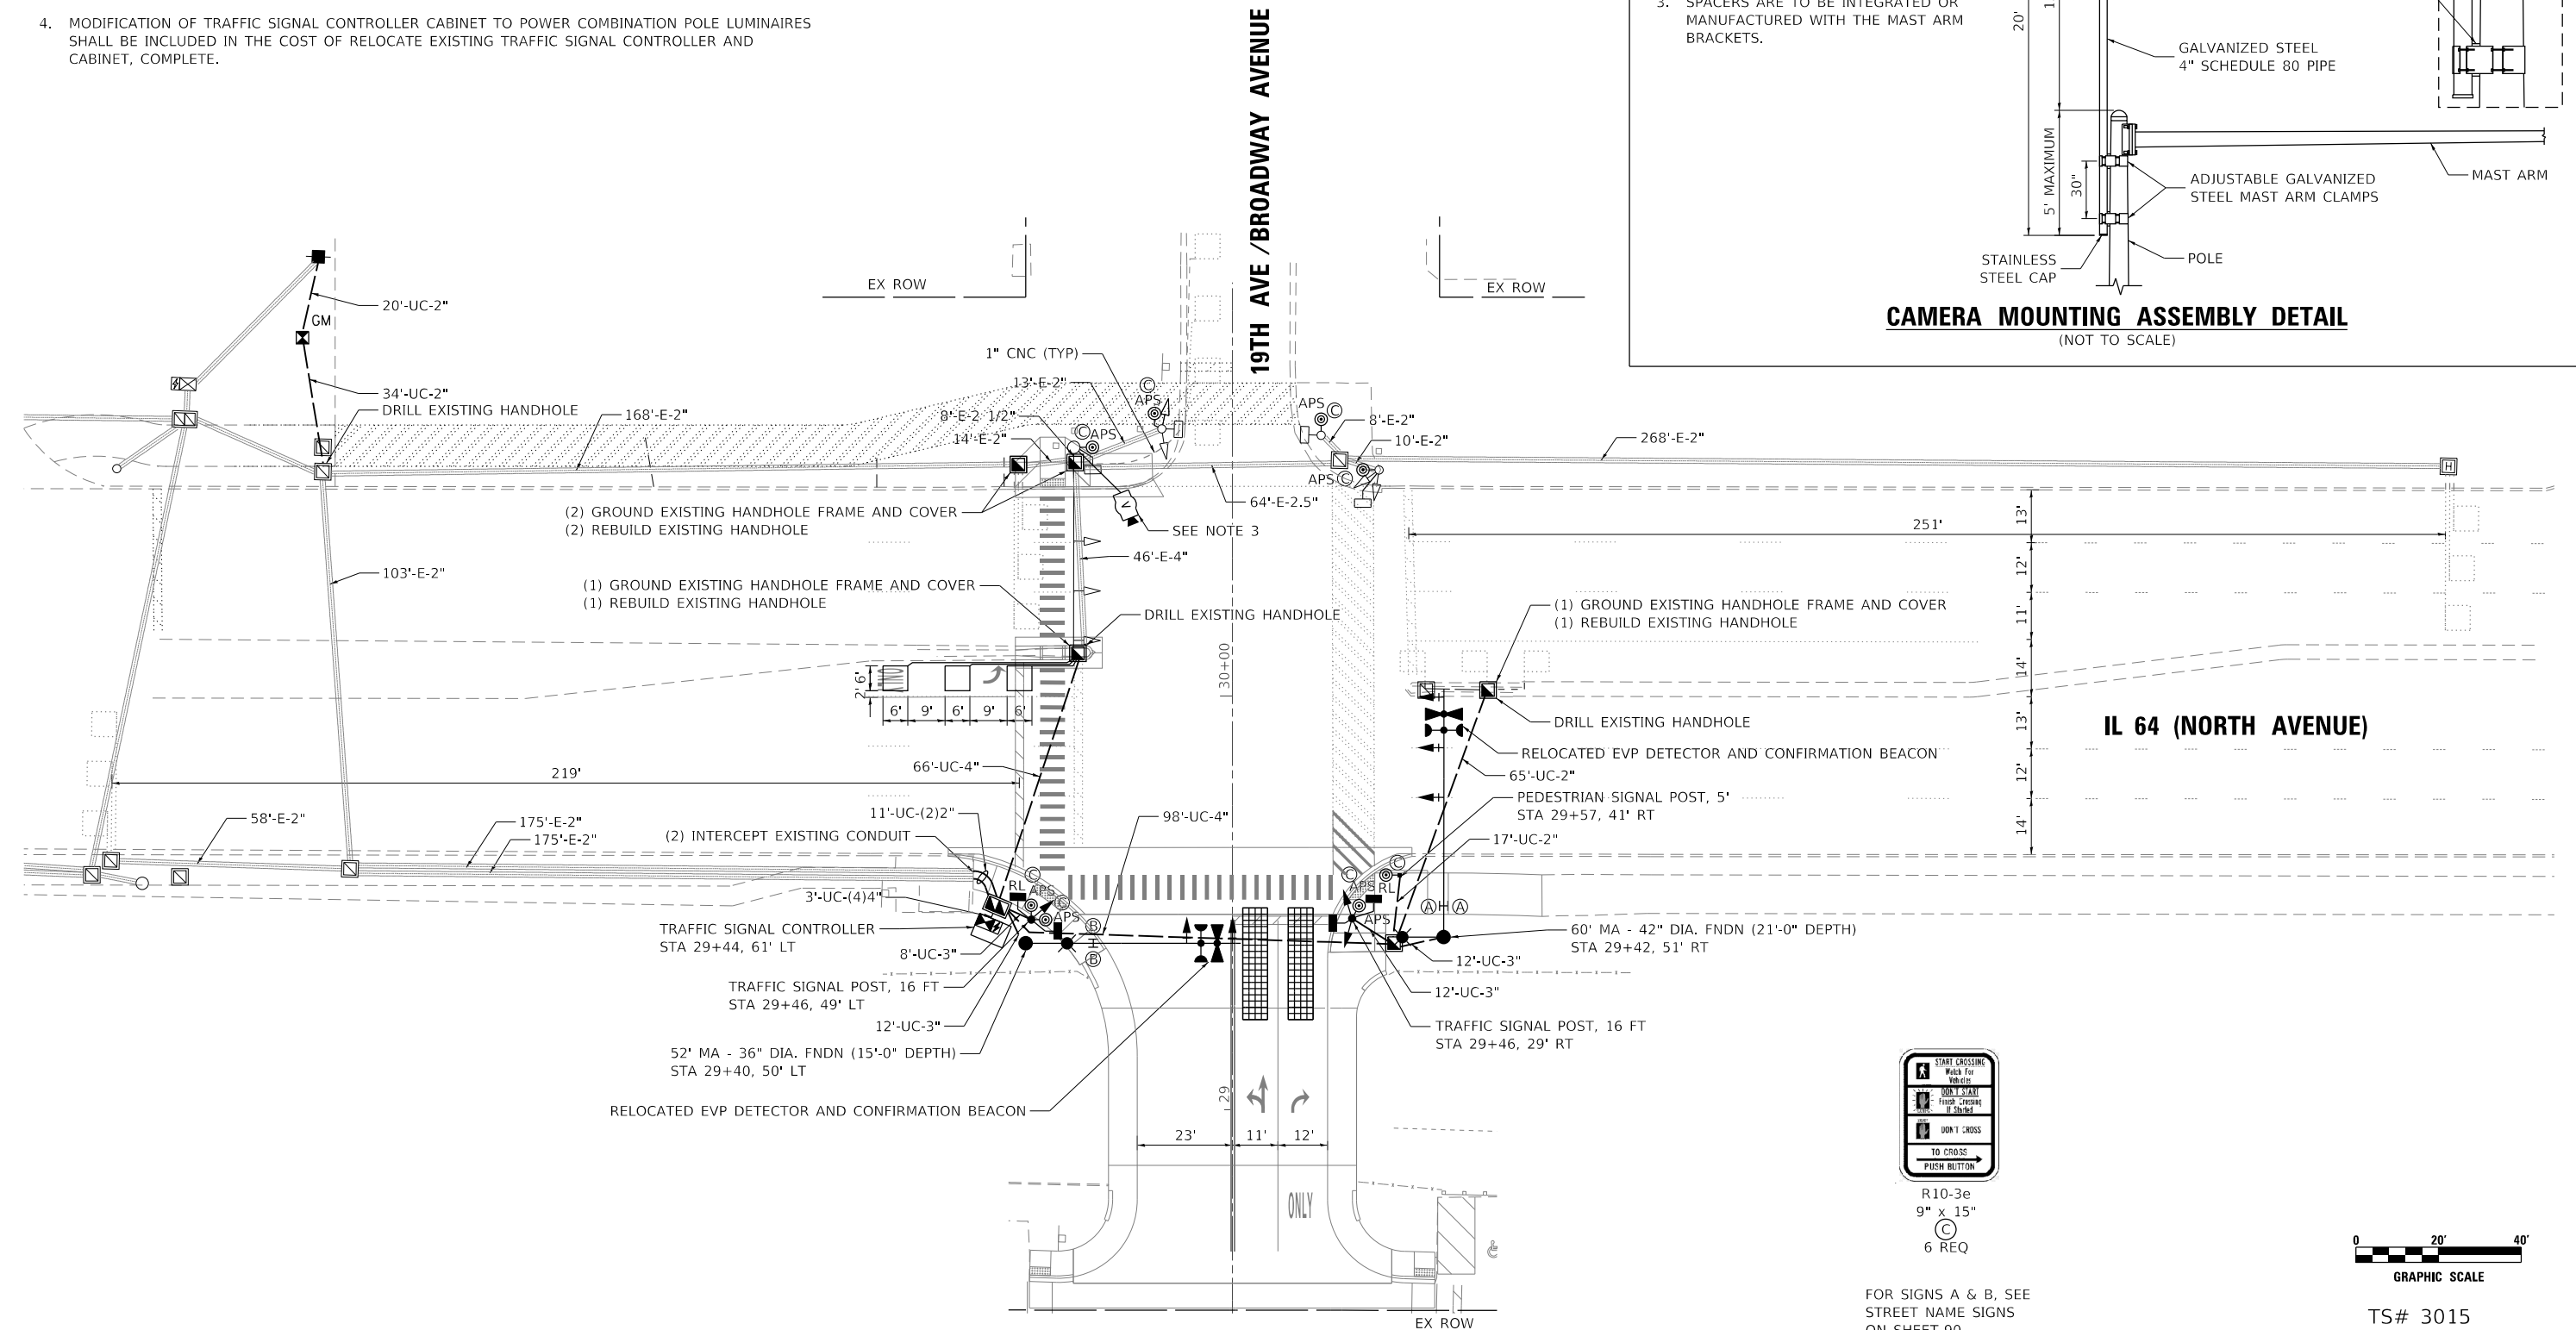 4. MODIFICATION OF TRAFFIC SIGNAL CONTROLLER CABINET TO POWER COMBINATION POLE LUMINAIRES
SHALL BE INCLUDED IN THE COST OF RELOCATE EXISTING TRAFFIC SIGNAL CONTROLLER AND
CABINET, COMPLETE.
19TH AVE /BROADWAY AVENUE
3. SPACERS ARE TO BE INTEGRATED OR
MANUFACTURED WITH THE MAST ARM
BRACKETS.
20'
1
GALVANIZED STEEL
4" SCHEDULE 80 PIPE
5' MAXIMUM
30"
MAST ARM
ADJUSTABLE GALVANIZED
STEEL MAST ARM CLAMPS
STAINLESS
STEEL CAP
POLE
CAMERA MOUNTING ASSEMBLY DETAIL
(NOT TO SCALE)
EX ROW
EX ROW
20'-UC-2"
GM
34'-UC-2"
DRILL EXISTING HANDHOLE
168'-E-2"
1" CNC (TYP)
13'-E-2"
8'-E-2 1/2"
14'-E-2"
C
APS
C
APS
APS
C
8'-E-2"
10'-E-2"
268'-E-2"
H
APS
C
64'-E-2.5"
V
SEE NOTE 3
(2) GROUND EXISTING HANDHOLE FRAME AND COVER
(2) REBUILD EXISTING HANDHOLE
46'-E-4"
251'
13'
12'
11'
14'
13'
12'
14'
103'-E-2"
(1) GROUND EXISTING HANDHOLE FRAME AND COVER
(1) REBUILD EXISTING HANDHOLE
DRILL EXISTING HANDHOLE
(1) GROUND EXISTING HANDHOLE FRAME AND COVER
(1) REBUILD EXISTING HANDHOLE
30+00
2' 6'
6' 9' 6' 9' 6'
DRILL EXISTING HANDHOLE
IL 64 (NORTH AVENUE)
RELOCATED EVP DETECTOR AND CONFIRMATION BEACON
219'
66'-UC-4"
65'-UC-2"
PEDESTRIAN SIGNAL POST, 5'
STA 29+57, 41' RT
58'-E-2"
175'-E-2"
175'-E-2"
11'-UC-(2)2"
98'-UC-4"
(2) INTERCEPT EXISTING CONDUIT
17'-UC-2"
C
RL
APS
C
APS
C
APS
RL
C
APS
3'-UC-(4)4"
A H A
B
H
B
TRAFFIC SIGNAL CONTROLLER
STA 29+44, 61' LT
60' MA - 42" DIA. FNDN (21'-0" DEPTH)
STA 29+42, 51' RT
8'-UC-3"
12'-UC-3"
TRAFFIC SIGNAL POST, 16 FT
STA 29+46, 49' LT
12'-UC-3"
12'-UC-3"
TRAFFIC SIGNAL POST, 16 FT
STA 29+46, 29' RT
52' MA - 36" DIA. FNDN (15'-0" DEPTH)
STA 29+40, 50' LT
29
RELOCATED EVP DETECTOR AND CONFIRMATION BEACON
23' 11' 12'
ONLY
EX ROW
START CROSSING
Watch For
Vehicles
DON'T START
Finish Crossing
If Started
DON'T CROSS
TO CROSS
PUSH BUTTON
R10-3e
9" x 15"
C
6 REQ
FOR SIGNS A & B, SEE
STREET NAME SIGNS
ON SHEET 90
0 20' 40'
GRAPHIC SCALE
TS# 3015